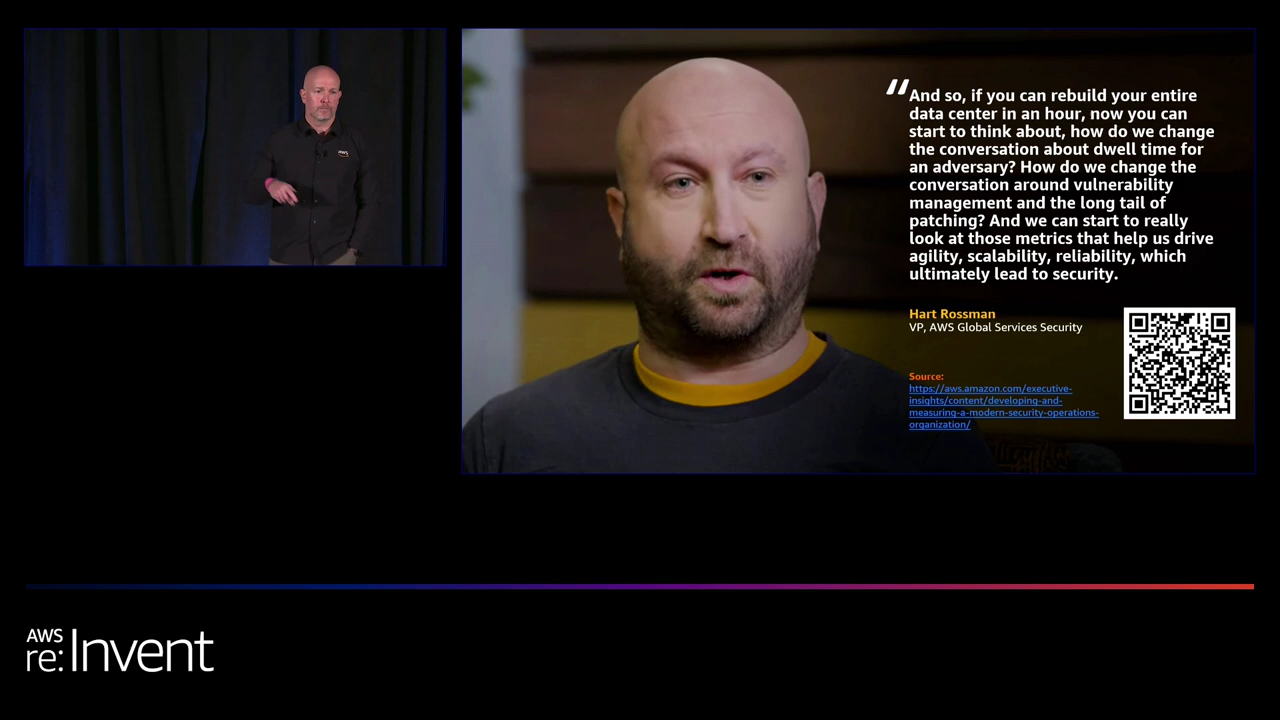 aws
“And so, if you can rebuild your entire
data center in an hour, now you can
start to think about, how do we change
the conversation about dwell time for
an adversary? How do we change the
conversation around vulnerability
management and the long tail of
patching? And we can start to really
look at those metrics that help us drive
agility, scalability, reliability, which
ultimately lead to security.
Hart Rossman
VP, AWS Global Services Security
Source:
https://aws.amazon.com/executive-
insights/content/developing-and-
measuring-a-modern-security-operations-
organization/
AWS
re:Invent